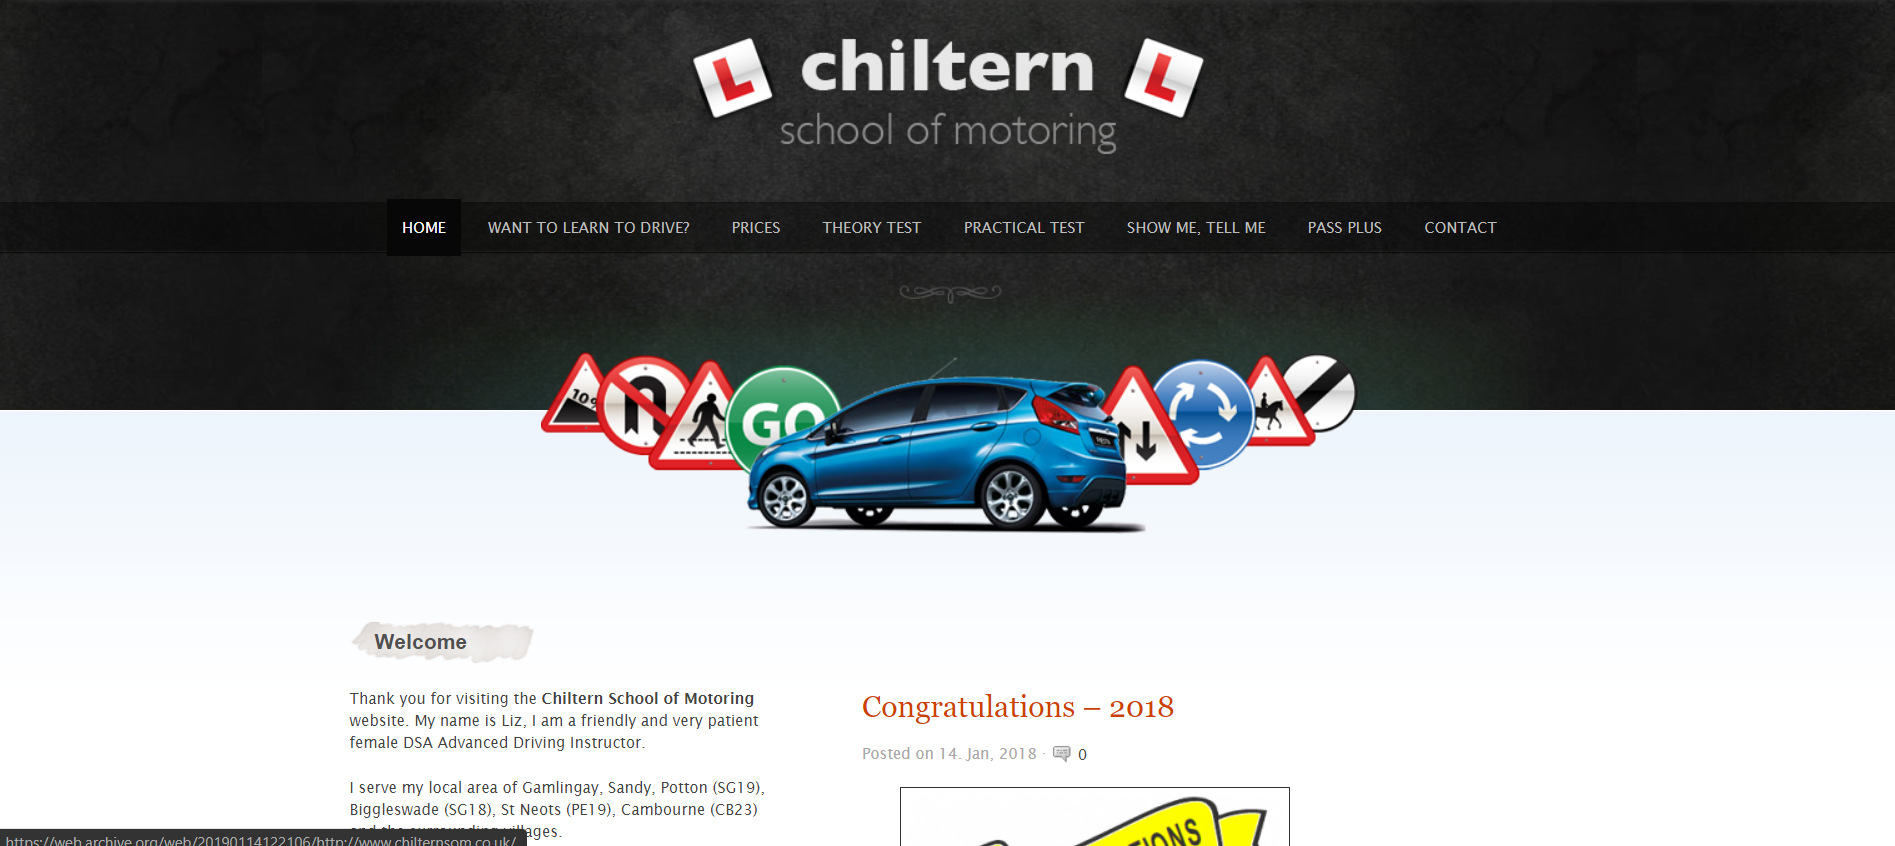 L chiltern L
school of motoring
HOME WANT TO LEARN TO DRIVE? PRICES THEORY TEST PRACTICAL TEST SHOW ME, TELL ME PASS PLUS CONTACT
10%
GO
FIESTA
Welcome
Thank you for visiting the Chiltern School of Motoring
website. My name is Liz, I am a friendly and very patient
female DSA Advanced Driving Instructor.
I serve my local area of Gamlingay, Sandy, Potton (SG19),
Biggleswade (SG18), St Neots (PE19), Cambourne (CB23)
and the surrounding villages.
Congratulations – 2018
Posted on 14. Jan, 2018 · 0
https://web.archive.org/web/20190114122106/http://www.chilternsom.co.uk/